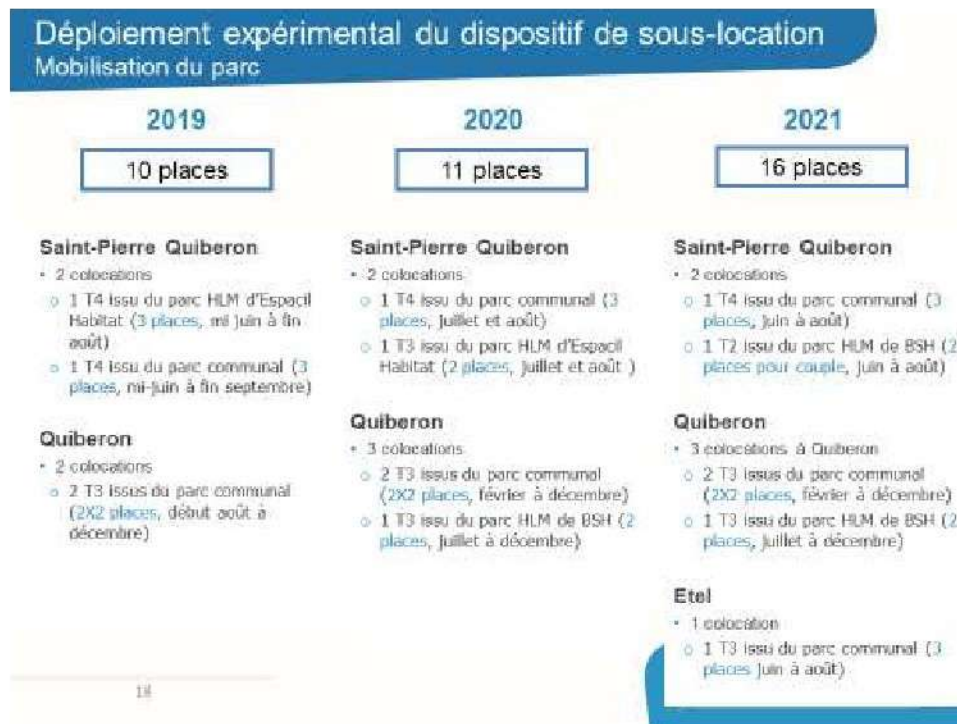 Déploiement expérimental du dispositif de sous-location
Mobilisation du parc
2019
10 places
Saint-Pierre Quiberon
• 2 colocations
o 1 T4 issu du parc HLM d'Espacil
Habitat (3 places, mi juin à fin
août)
o 1 T4 issu du parc communal (3
places, mi-juin à fin septembre)
Quiberon
• 2 colocations
o 2 T3 issus du parc communal
(2X2 places, début août à
décembre)
2020
11 places
Saint-Pierre Quiberon
• 2 colocations
o 1 T4 issu du parc communal (3
places, juillet et août)
o 1 T3 issu du parc HLM d'Espacil
Habitat (2 places, juillet et août )
Quiberon
• 3 colocations
o 2 T3 issus du parc communal
(2X2 places, février à décembre)
o 1 T3 issu du parc HLM de BSH (2
places, juillet à décembre)
2021
16 places
Saint-Pierre Quiberon
• 2 colocations
o 1 T4 issu du parc communal (3
places, juin à août)
o 1 T2 issu du parc HLM de BSH (2
places pour couple, juin à août)
Quiberon
• 3 colocations à Quiberon
o 2 T3 issus du parc communal
(2X2 places, février à décembre)
o 1 T3 issu du parc HLM de BSH (2
places, juillet à décembre)
Etel
• 1 colocation
o 1 T3 issu du parc communal (3
places juin à août)
18